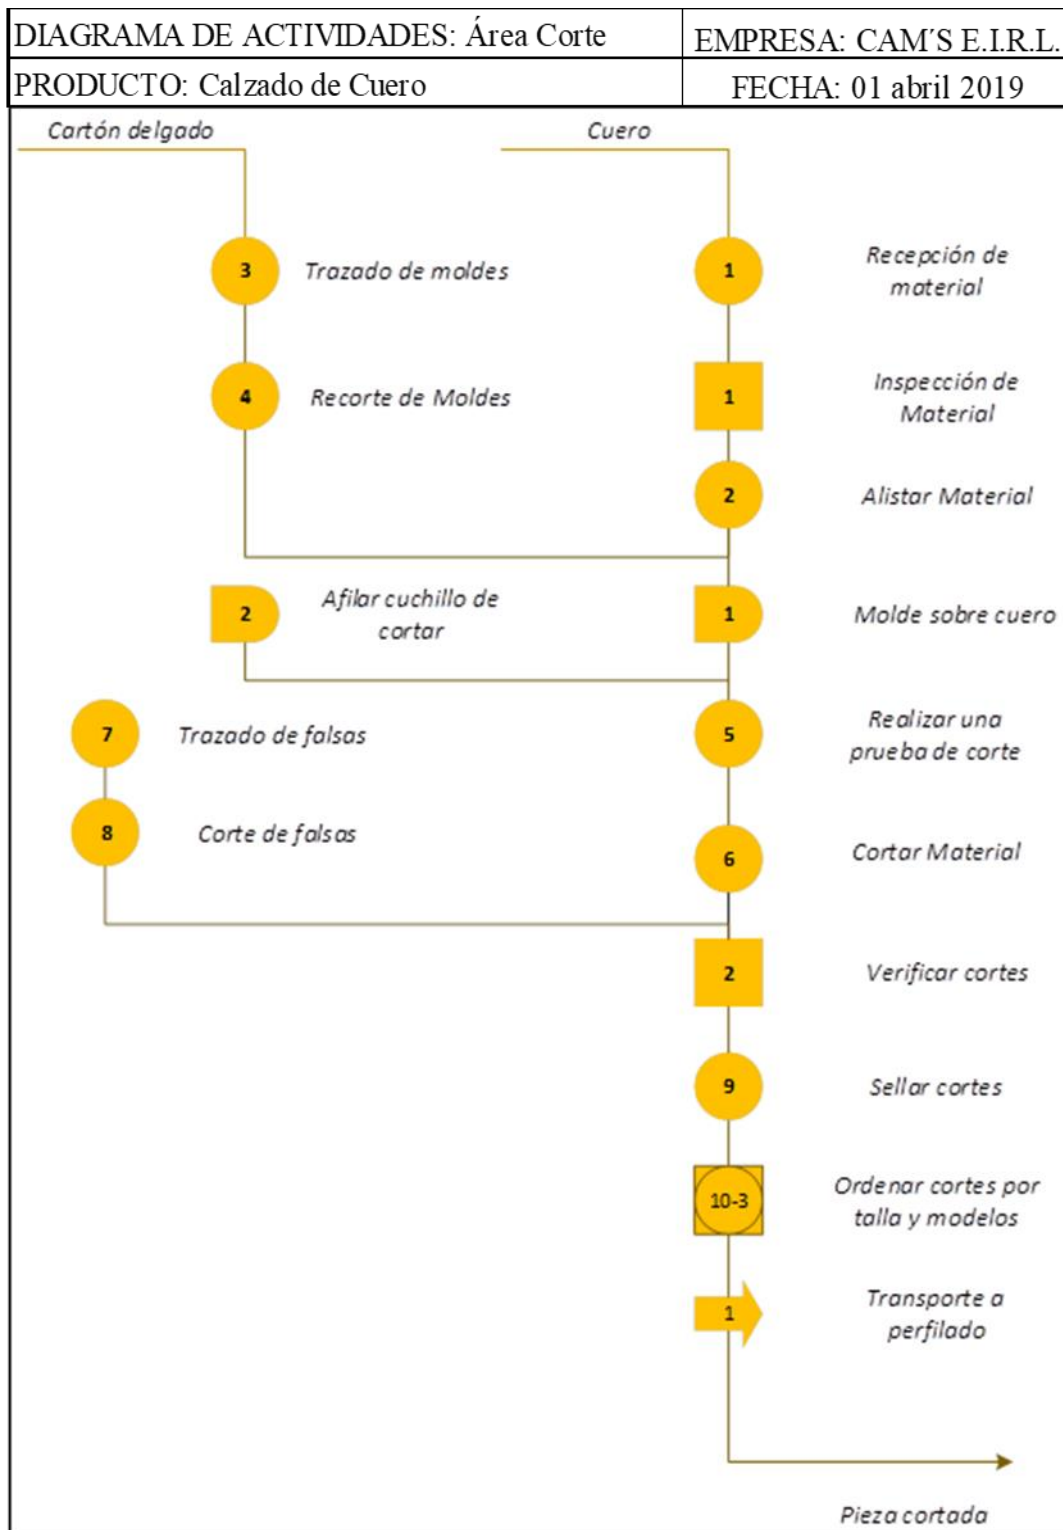 DIAGRAMA DE ACTIVIDADES: Área Corte
EMPRESA: CAM´S E.I.R.L.
PRODUCTO: Calzado de Cuero
FECHA: 01 abril 2019
Cartón delgado
Cuero
3
Trazado de moldes
1
Recepción de
material
4
Recorte de Moldes
1
Inspección de
Material
2
Alistar Material
2
Afilar cuchillo de
cortar
1
Molde sobre cuero
7
Trazado de falsas
5
Realizar una
prueba de corte
8
Corte de falsas
6
Cortar Material
2
Verificar cortes
9
Sellar cortes
10-3
Ordenar cortes por
talla y modelos
1
Transporte a
perfilado
Pieza cortada